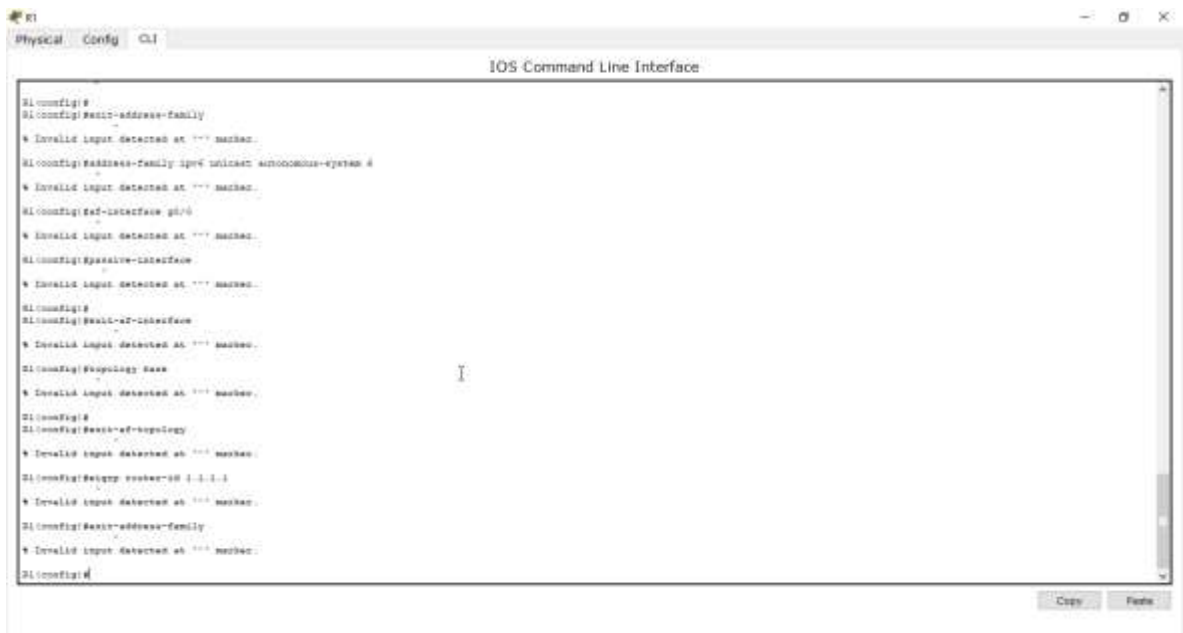 R1
Physical Config CLI
IOS Command Line Interface
R1(config)#
R1(config)#exit-address-family
^
% Invalid input detected at '^' marker.
R1(config)#address-family ipv6 unicast autonomous-system 6
^
% Invalid input detected at '^' marker.
R1(config)#af-interface g0/0
^
% Invalid input detected at '^' marker.
R1(config)#passive-interface
^
% Invalid input detected at '^' marker.
R1(config)#
R1(config)#exit-af-interface
^
% Invalid input detected at '^' marker.
R1(config)#topology base
^
% Invalid input detected at '^' marker.
R1(config)#
R1(config)#exit-af-topology
^
% Invalid input detected at '^' marker.
R1(config)#eigrp router-id 1.1.1.1
^
% Invalid input detected at '^' marker.
R1(config)#exit-address-family
^
% Invalid input detected at '^' marker.
R1(config)#
Copy Paste